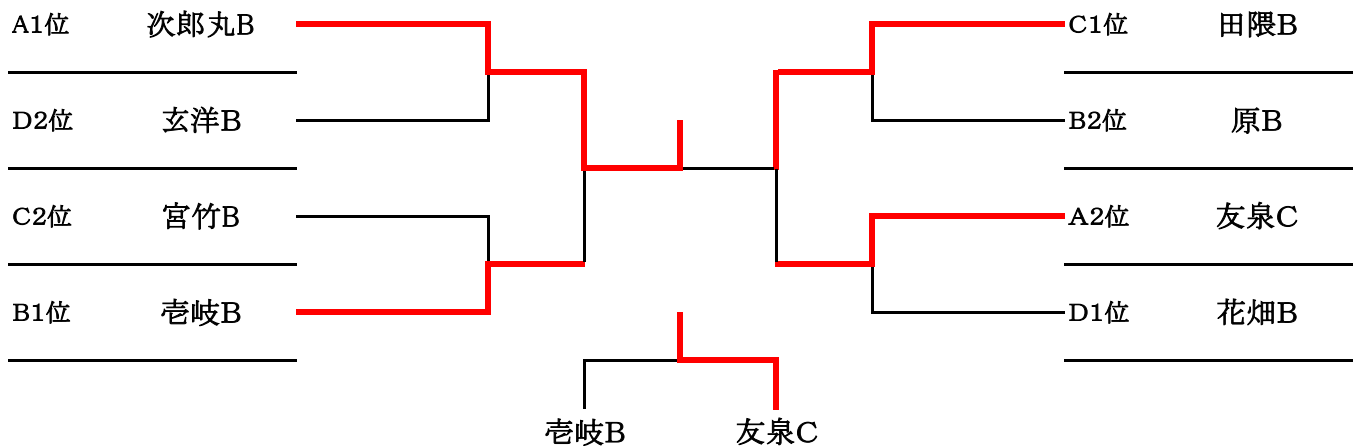 A1位 次郎丸B
D2位 玄洋B
C2位 宮竹B
B1位 壱岐B
C1位 田隈B
B2位 原B
A2位 友泉C
D1位 花畑B
壱岐B 友泉C